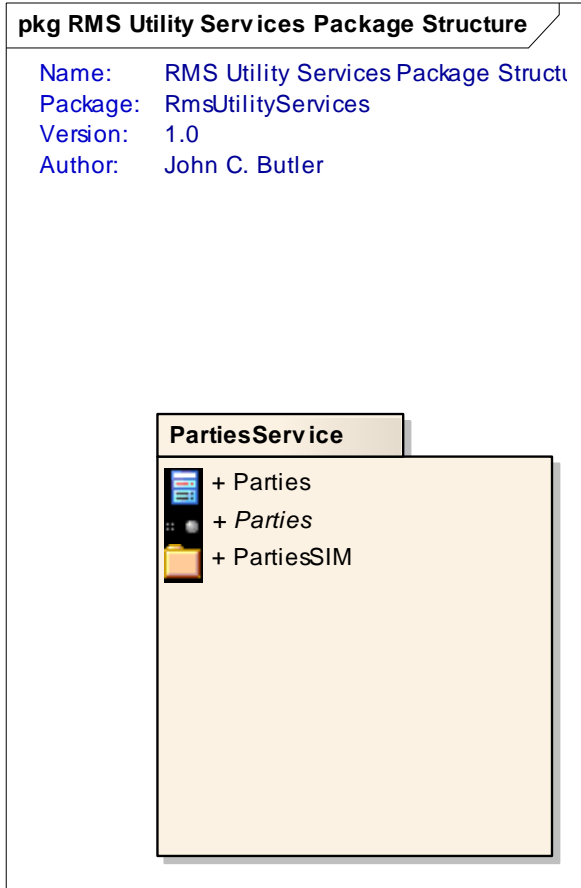 pkg RMS Utility Services Package Structure
Name: RMS Utility Services Package Structu
Package: RmsUtilityServices
Version: 1.0
Author: John C. Butler
PartiesService
+ Parties
+ Parties
+ PartiesSIM